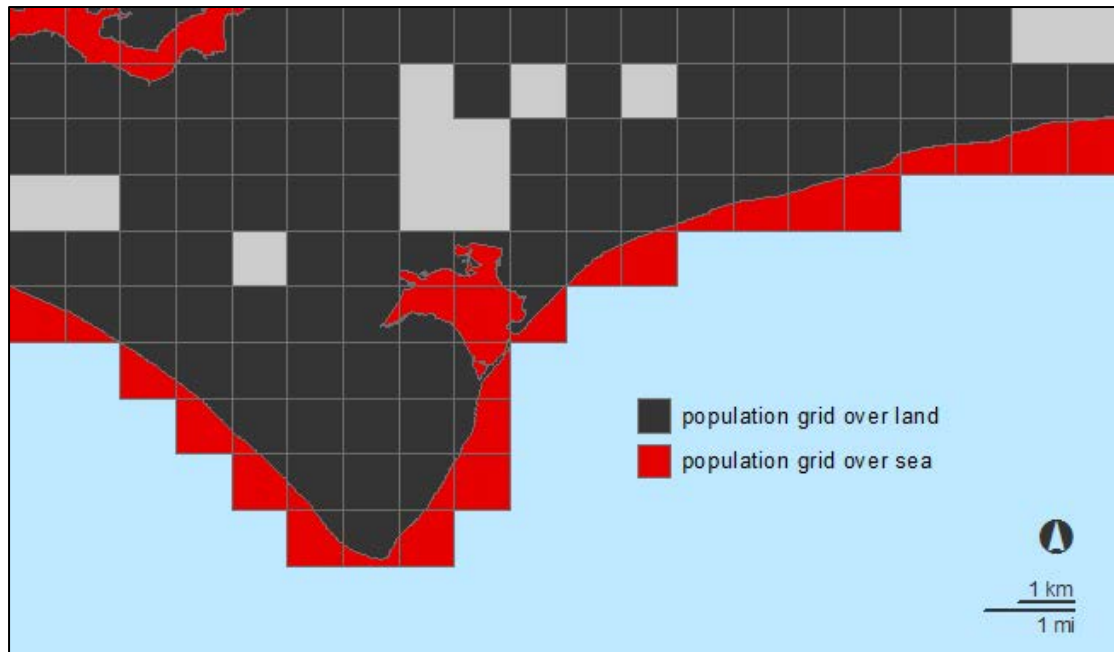 population grid over land
population grid over sea
1 km
1 mi